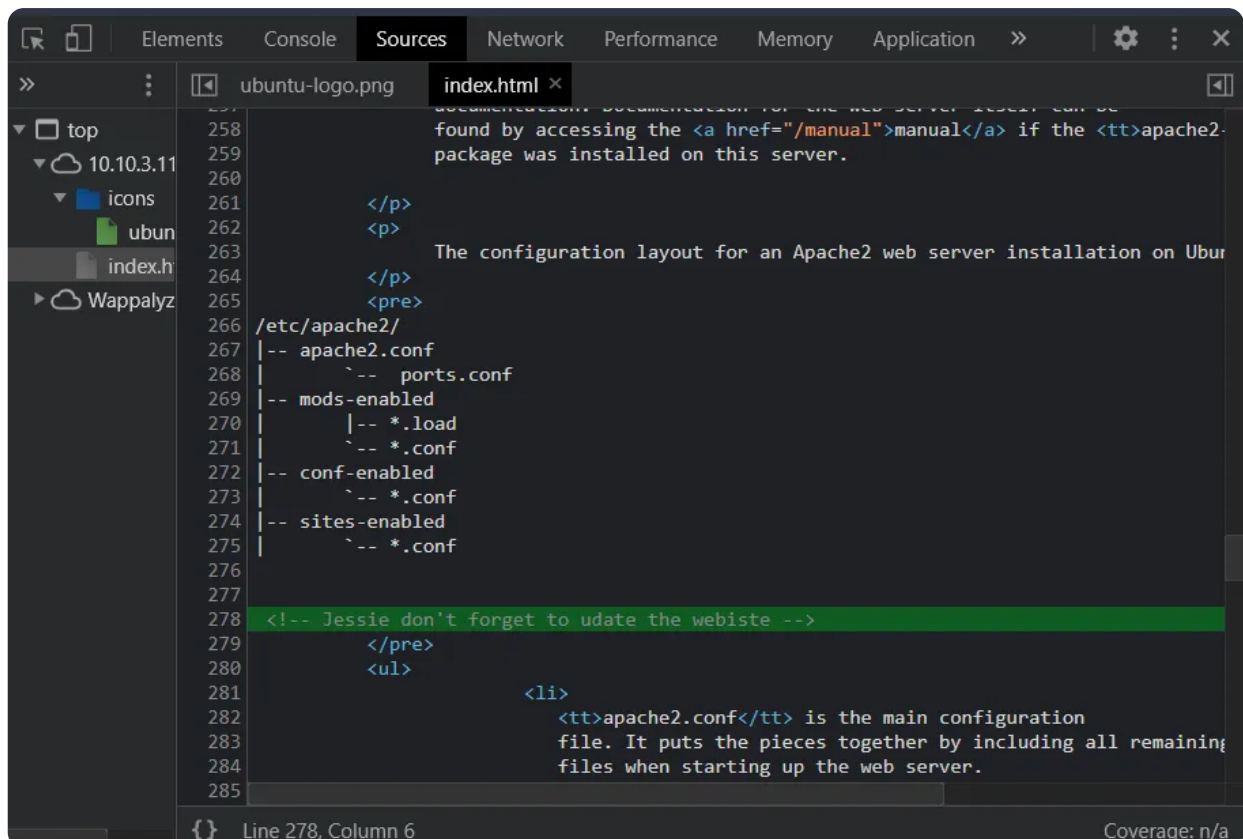 Elements Console Sources Network Performance Memory Application »
» ubuntu-logo.png index.html ×
top
10.10.3.11
icons
ubun
index.h
Wappalyz
258 found by accessing the <a href="/manual">manual</a> if the <tt>apache2-
259 package was installed on this server.
260
261 </p>
262 <p>
263 The configuration layout for an Apache2 web server installation on Ubun
264 </p>
265 <pre>
266 /etc/apache2/
267 |-- apache2.conf
268 | `-- ports.conf
269 |-- mods-enabled
270 | |-- *.load
271 | `-- *.conf
272 |-- conf-enabled
273 | `-- *.conf
274 |-- sites-enabled
275 | `-- *.conf
276
277
278 <!-- Jessie don't forget to udate the webiste -->
279 </pre>
280 <ul>
281 <li>
282 <tt>apache2.conf</tt> is the main configuration
283 file. It puts the pieces together by including all remaining
284 files when starting up the web server.
285
{} Line 278, Column 6 Coverage: n/a